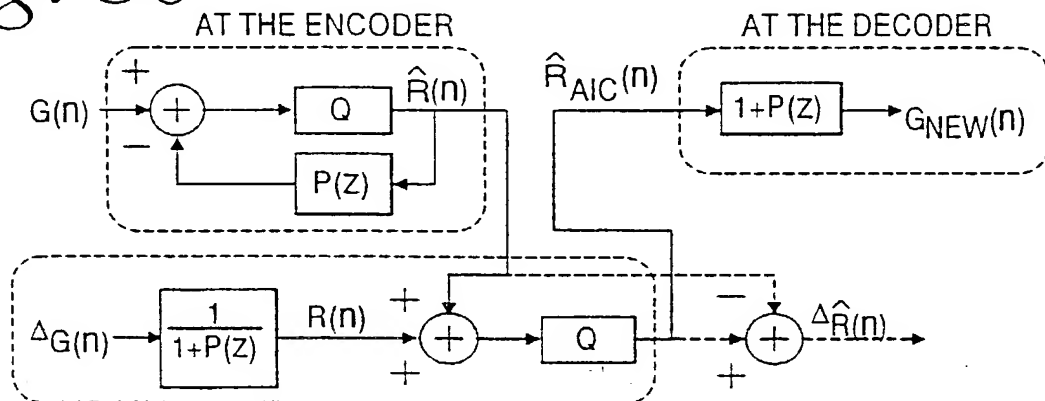 AT THE ENCODER
AT THE DECODER
+
G(n)
+
−
Q
R̂(n)
P(Z)
R̂AIC(n)
1+P(Z)
GNEW(n)
ΔG(n)
1
1+P(Z)
R(n)
+
+
+
Q
−
+
+
ΔR̂(n)